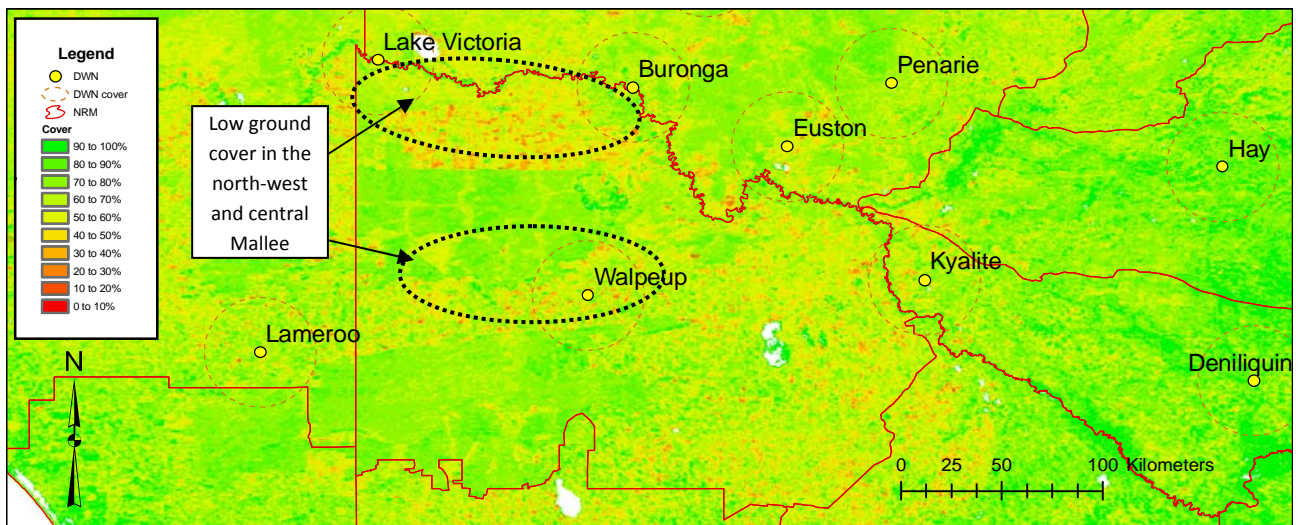 Legend
DWN
DWN cover
NRM
Cover
90 to 100%
80 to 90%
70 to 80%
60 to 70%
50 to 60%
40 to 50%
30 to 40%
20 to 30%
10 to 20%
0 to 10%
Low ground
cover in the
north-west
and central
Mallee
Lake Victoria
Buronga
Penarie
Euston
Hay
Kyalite
Walpeup
Lameroo
Deniliquin
N
0 25 50 100 Kilometers